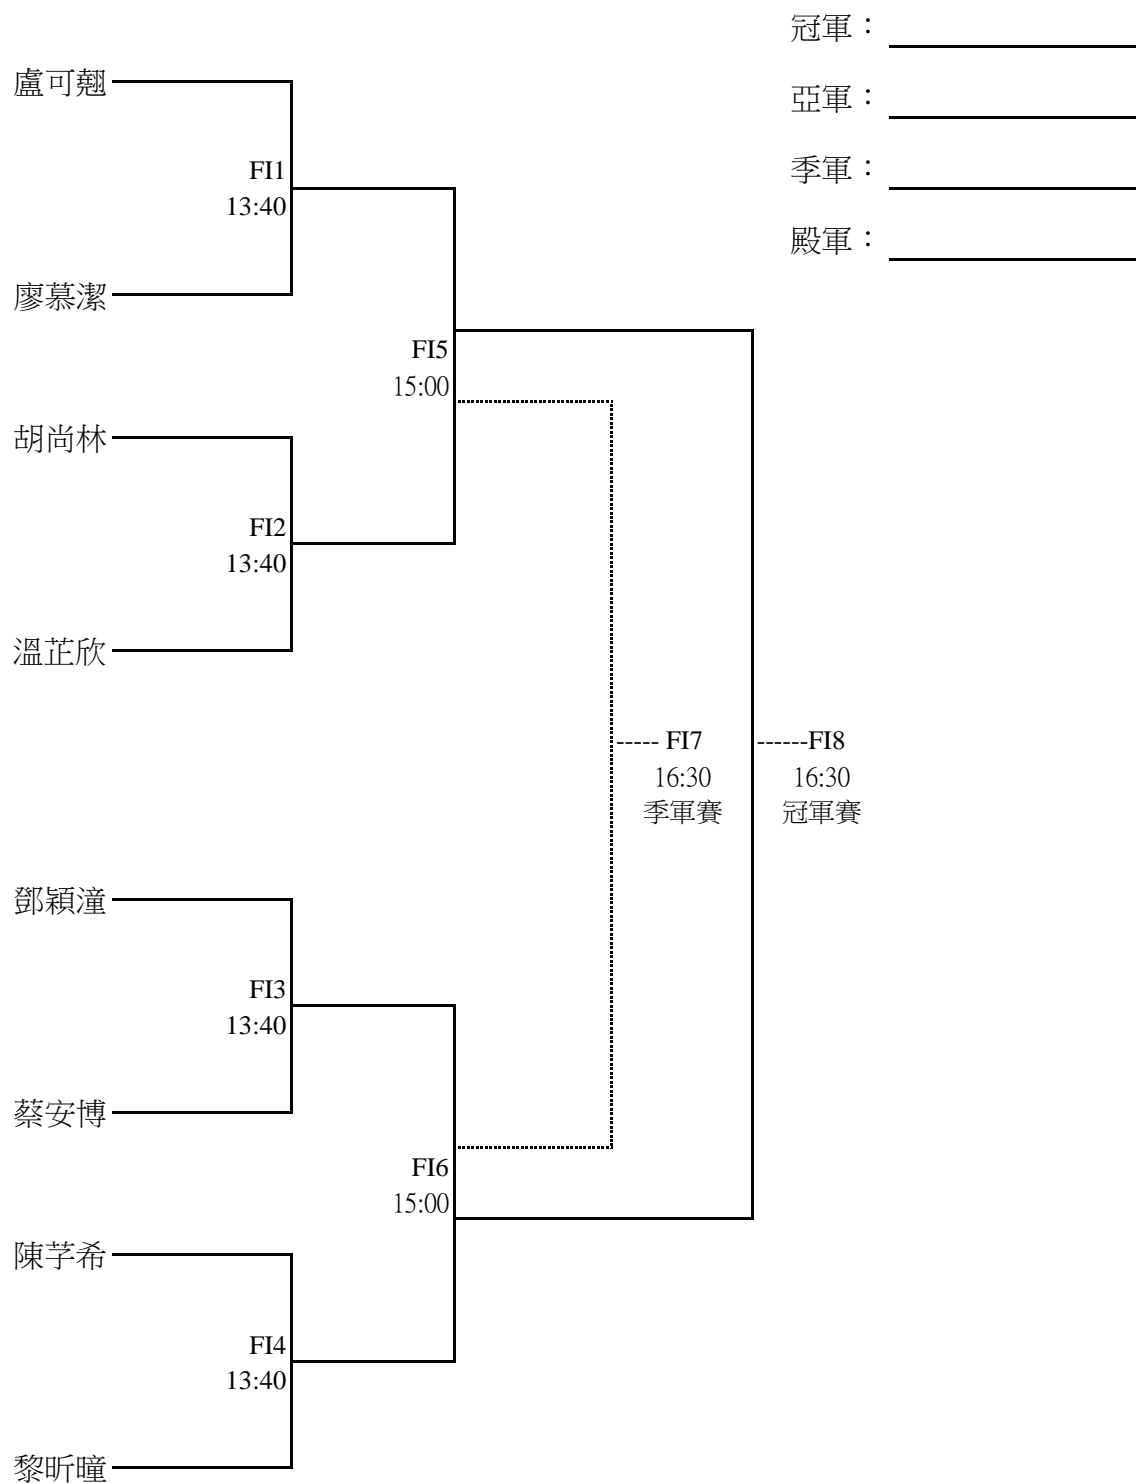 冠軍：
盧可翹
亞軍：
FI1
季軍：
13:40
殿軍：
廖慕潔
FI5
15:00
胡尚林
FI2
13:40
溫芷欣
----- FI7
------FI8
16:30
16:30
季軍賽
冠軍賽
鄧穎潼
FI3
13:40
蔡安博
FI6
15:00
陳芓希
FI4
13:40
黎昕曈